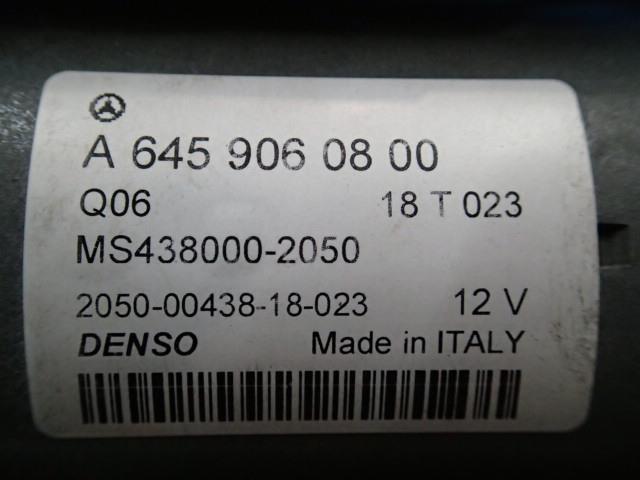 A 645 906 08 00
Q06 18 T 023
MS438000-2050
2050-00438-18-023 12 V
DENSO Made in ITALY